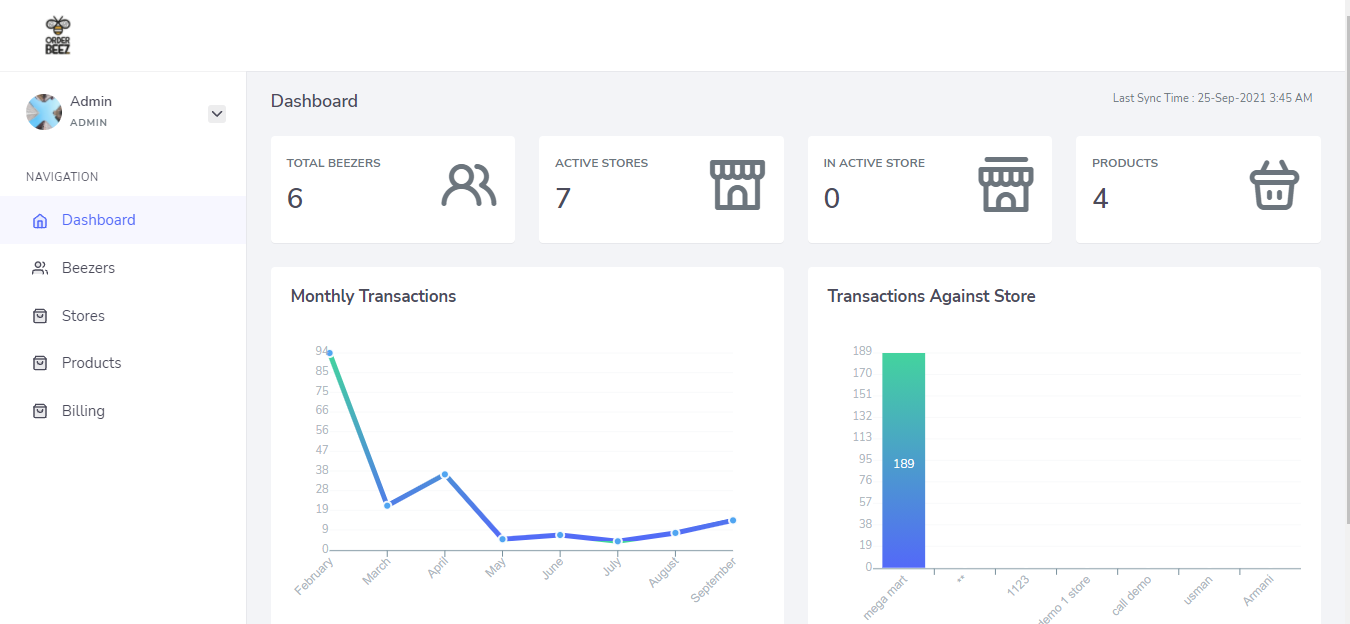 ORDER
BEEZ
Admin
ADMIN
NAVIGATION
Dashboard
Beezers
Stores
Products
Billing
Dashboard
Last Sync Time : 25-Sep-2021 3:45 AM
TOTAL BEEZERS
6
ACTIVE STORES
7
IN ACTIVE STORE
0
PRODUCTS
4
Monthly Transactions
94
85
75
66
56
47
38
28
19
9
0
February
March
April
May
June
July
August
September
Transactions Against Store
189
170
151
132
113
95
76
57
38
19
0
189
mega mart
**
1123
demo 1 store
call demo
usman
Armani